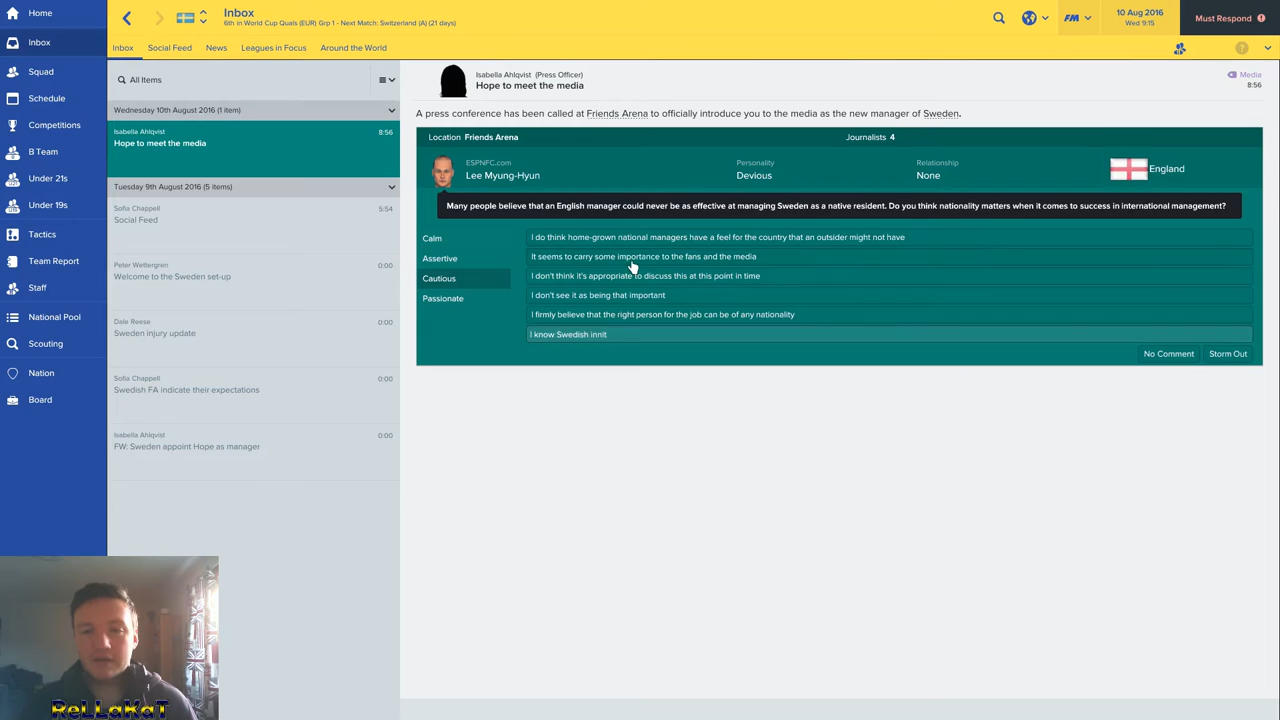 Home
Inbox
Squad
Schedule
Competitions
B Team
Under 21s
Under 19s
Tactics
Team Report
Staff
National Pool
Scouting
Nation
Board
Inbox
6th in World Cup Quals (EUR) Grp 1 - Next Match: Switzerland (A) (21 days)
FM
10 Aug 2016
Wed 9:15
Must Respond
Inbox
Social Feed
News
Leagues in Focus
Around the World
?
All Items
Wednesday 10th August 2016 (1 item)
Isabella Ahlqvist
8:56
Hope to meet the media
Tuesday 9th August 2016 (5 items)
Sofia Chappell
5:54
Social Feed
Peter Wettergren
0:00
Welcome to the Sweden set-up
Dale Reese
0:00
Sweden injury update
Sofia Chappell
0:00
Swedish FA indicate their expectations
Isabella Ahlqvist
0:00
FW: Sweden appoint Hope as manager
Isabella Ahlqvist (Press Officer)
Hope to meet the media
Media
8:56
A press conference has been called at Friends Arena to officially introduce you to the media as the new manager of Sweden.
Location Friends Arena
Journalists 4
ESPNFC.com
Lee Myung-Hyun
Personality
Devious
Relationship
None
England
Many people believe that an English manager could never be as effective at managing Sweden as a native resident. Do you think nationality matters when it comes to success in international management?
Calm
Assertive
Cautious
Passionate
I do think home-grown national managers have a feel for the country that an outsider might not have
It seems to carry some importance to the fans and the media
I don't think it's appropriate to discuss this at this point in time
I don't see it as being that important
I firmly believe that the right person for the job can be of any nationality
I know Swedish innit
No Comment
Storm Out
ReLLaKaT